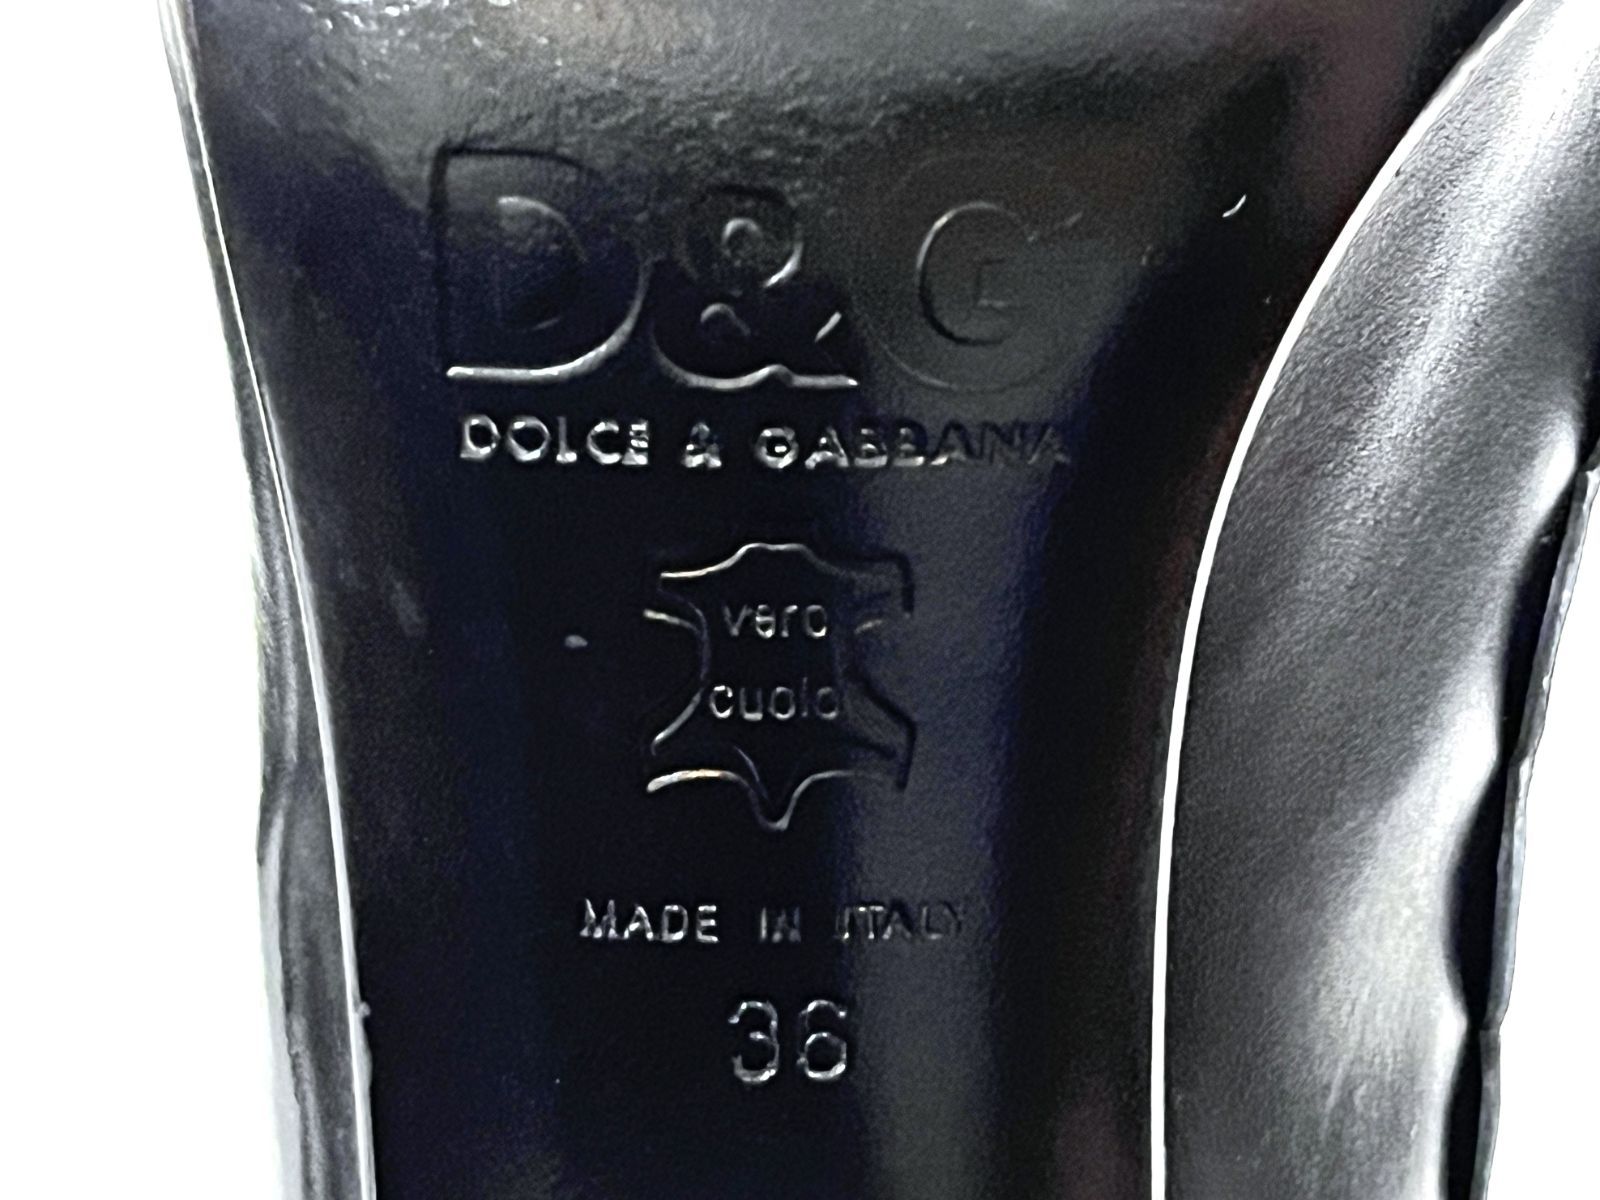 D&G
DOLCE & GABBANA
vero
cuoio
MADE IN ITALY
36